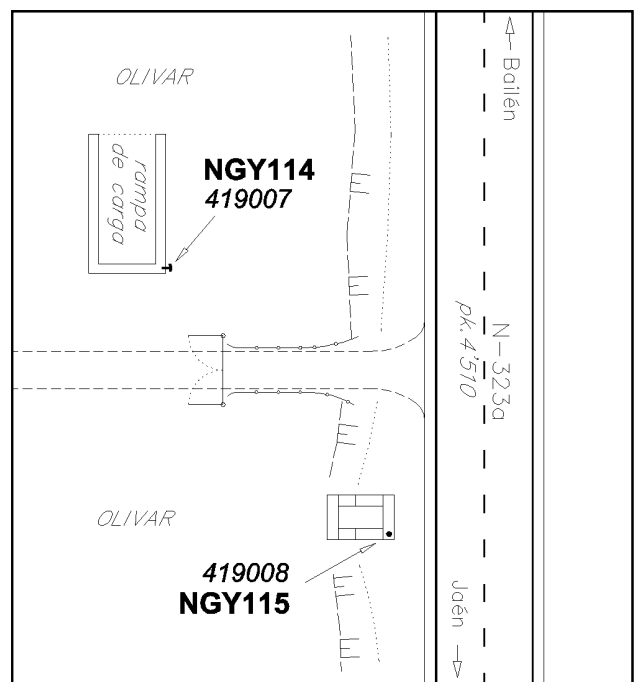 OLIVAR
← Bailén
rampa
de carga
NGY114
419007
N-323a
pk. 4'510
OLIVAR
419008
NGY115
Jaén →